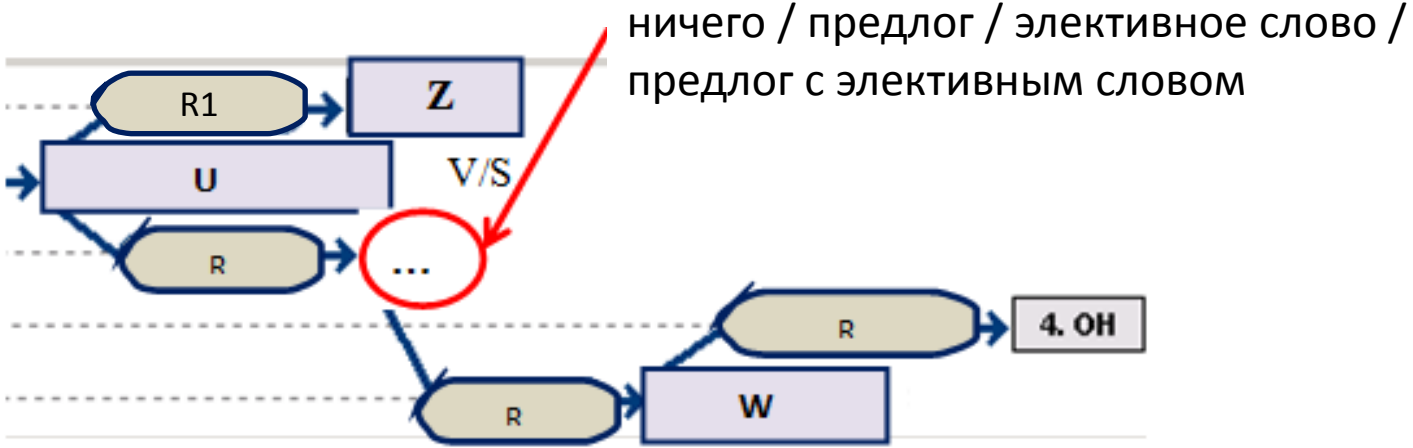 ничего / предлог / элективное слово /
предлог с элективным словом
R1
Z
U
V/S
R
...
R
4. ОН
R
W